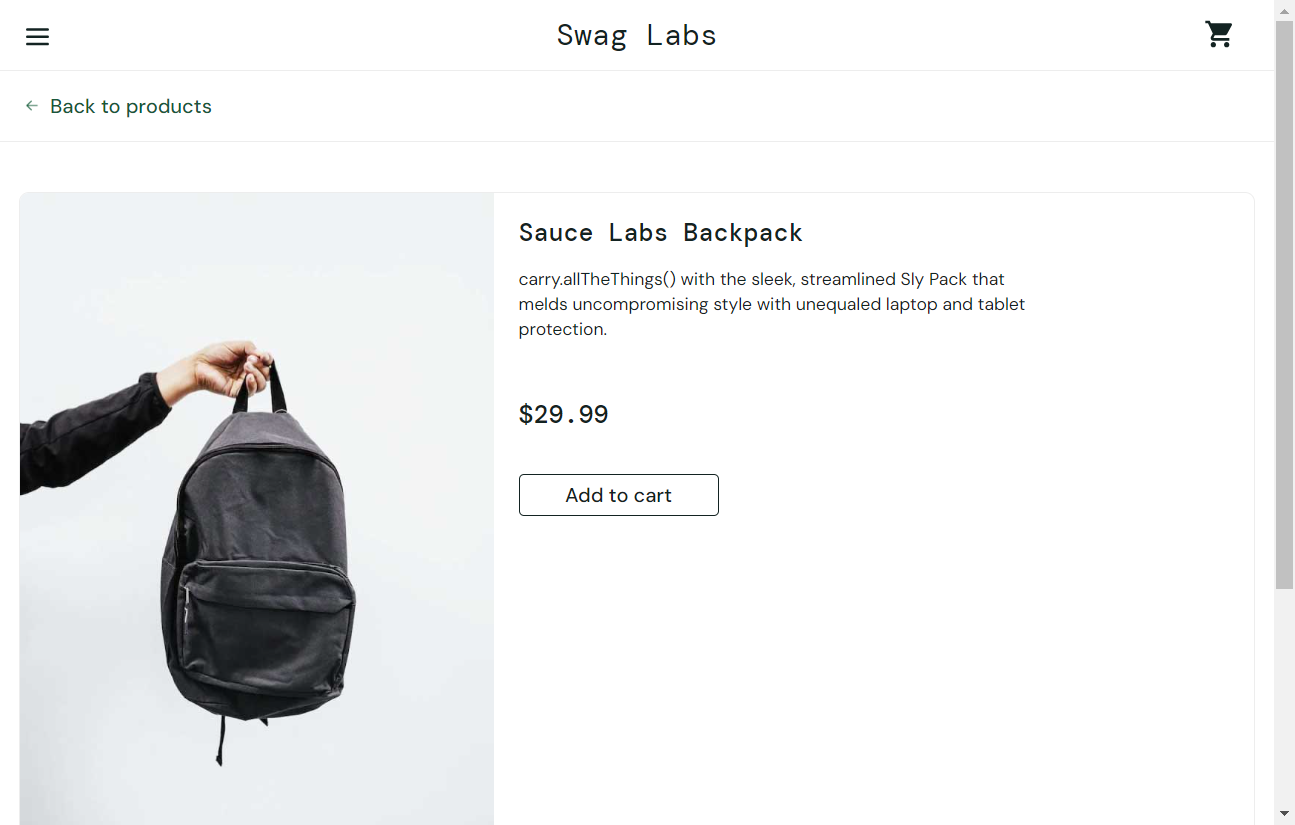 Swag Labs
Back to products
Sauce Labs Backpack
carry.allTheThings() with the sleek, streamlined Sly Pack that
melds uncompromising style with unequaled laptop and tablet
protection.
$29.99
Add to cart